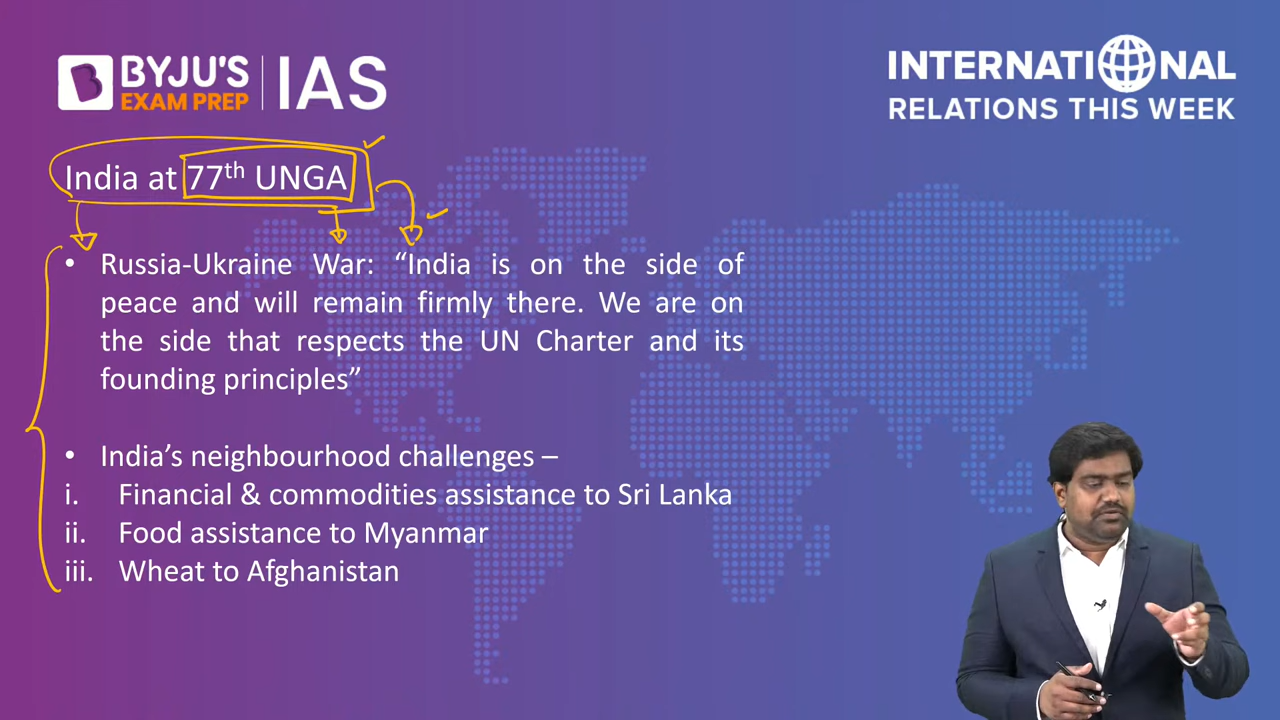 BYJU'S
EXAM PREP
IAS
INTERNATIONAL
RELATIONS THIS WEEK
India at 77th UNGA
• Russia-Ukraine War: “India is on the side of
peace and will remain firmly there. We are on
the side that respects the UN Charter and its
founding principles”
• India’s neighbourhood challenges –
i. Financial & commodities assistance to Sri Lanka
ii. Food assistance to Myanmar
iii. Wheat to Afghanistan